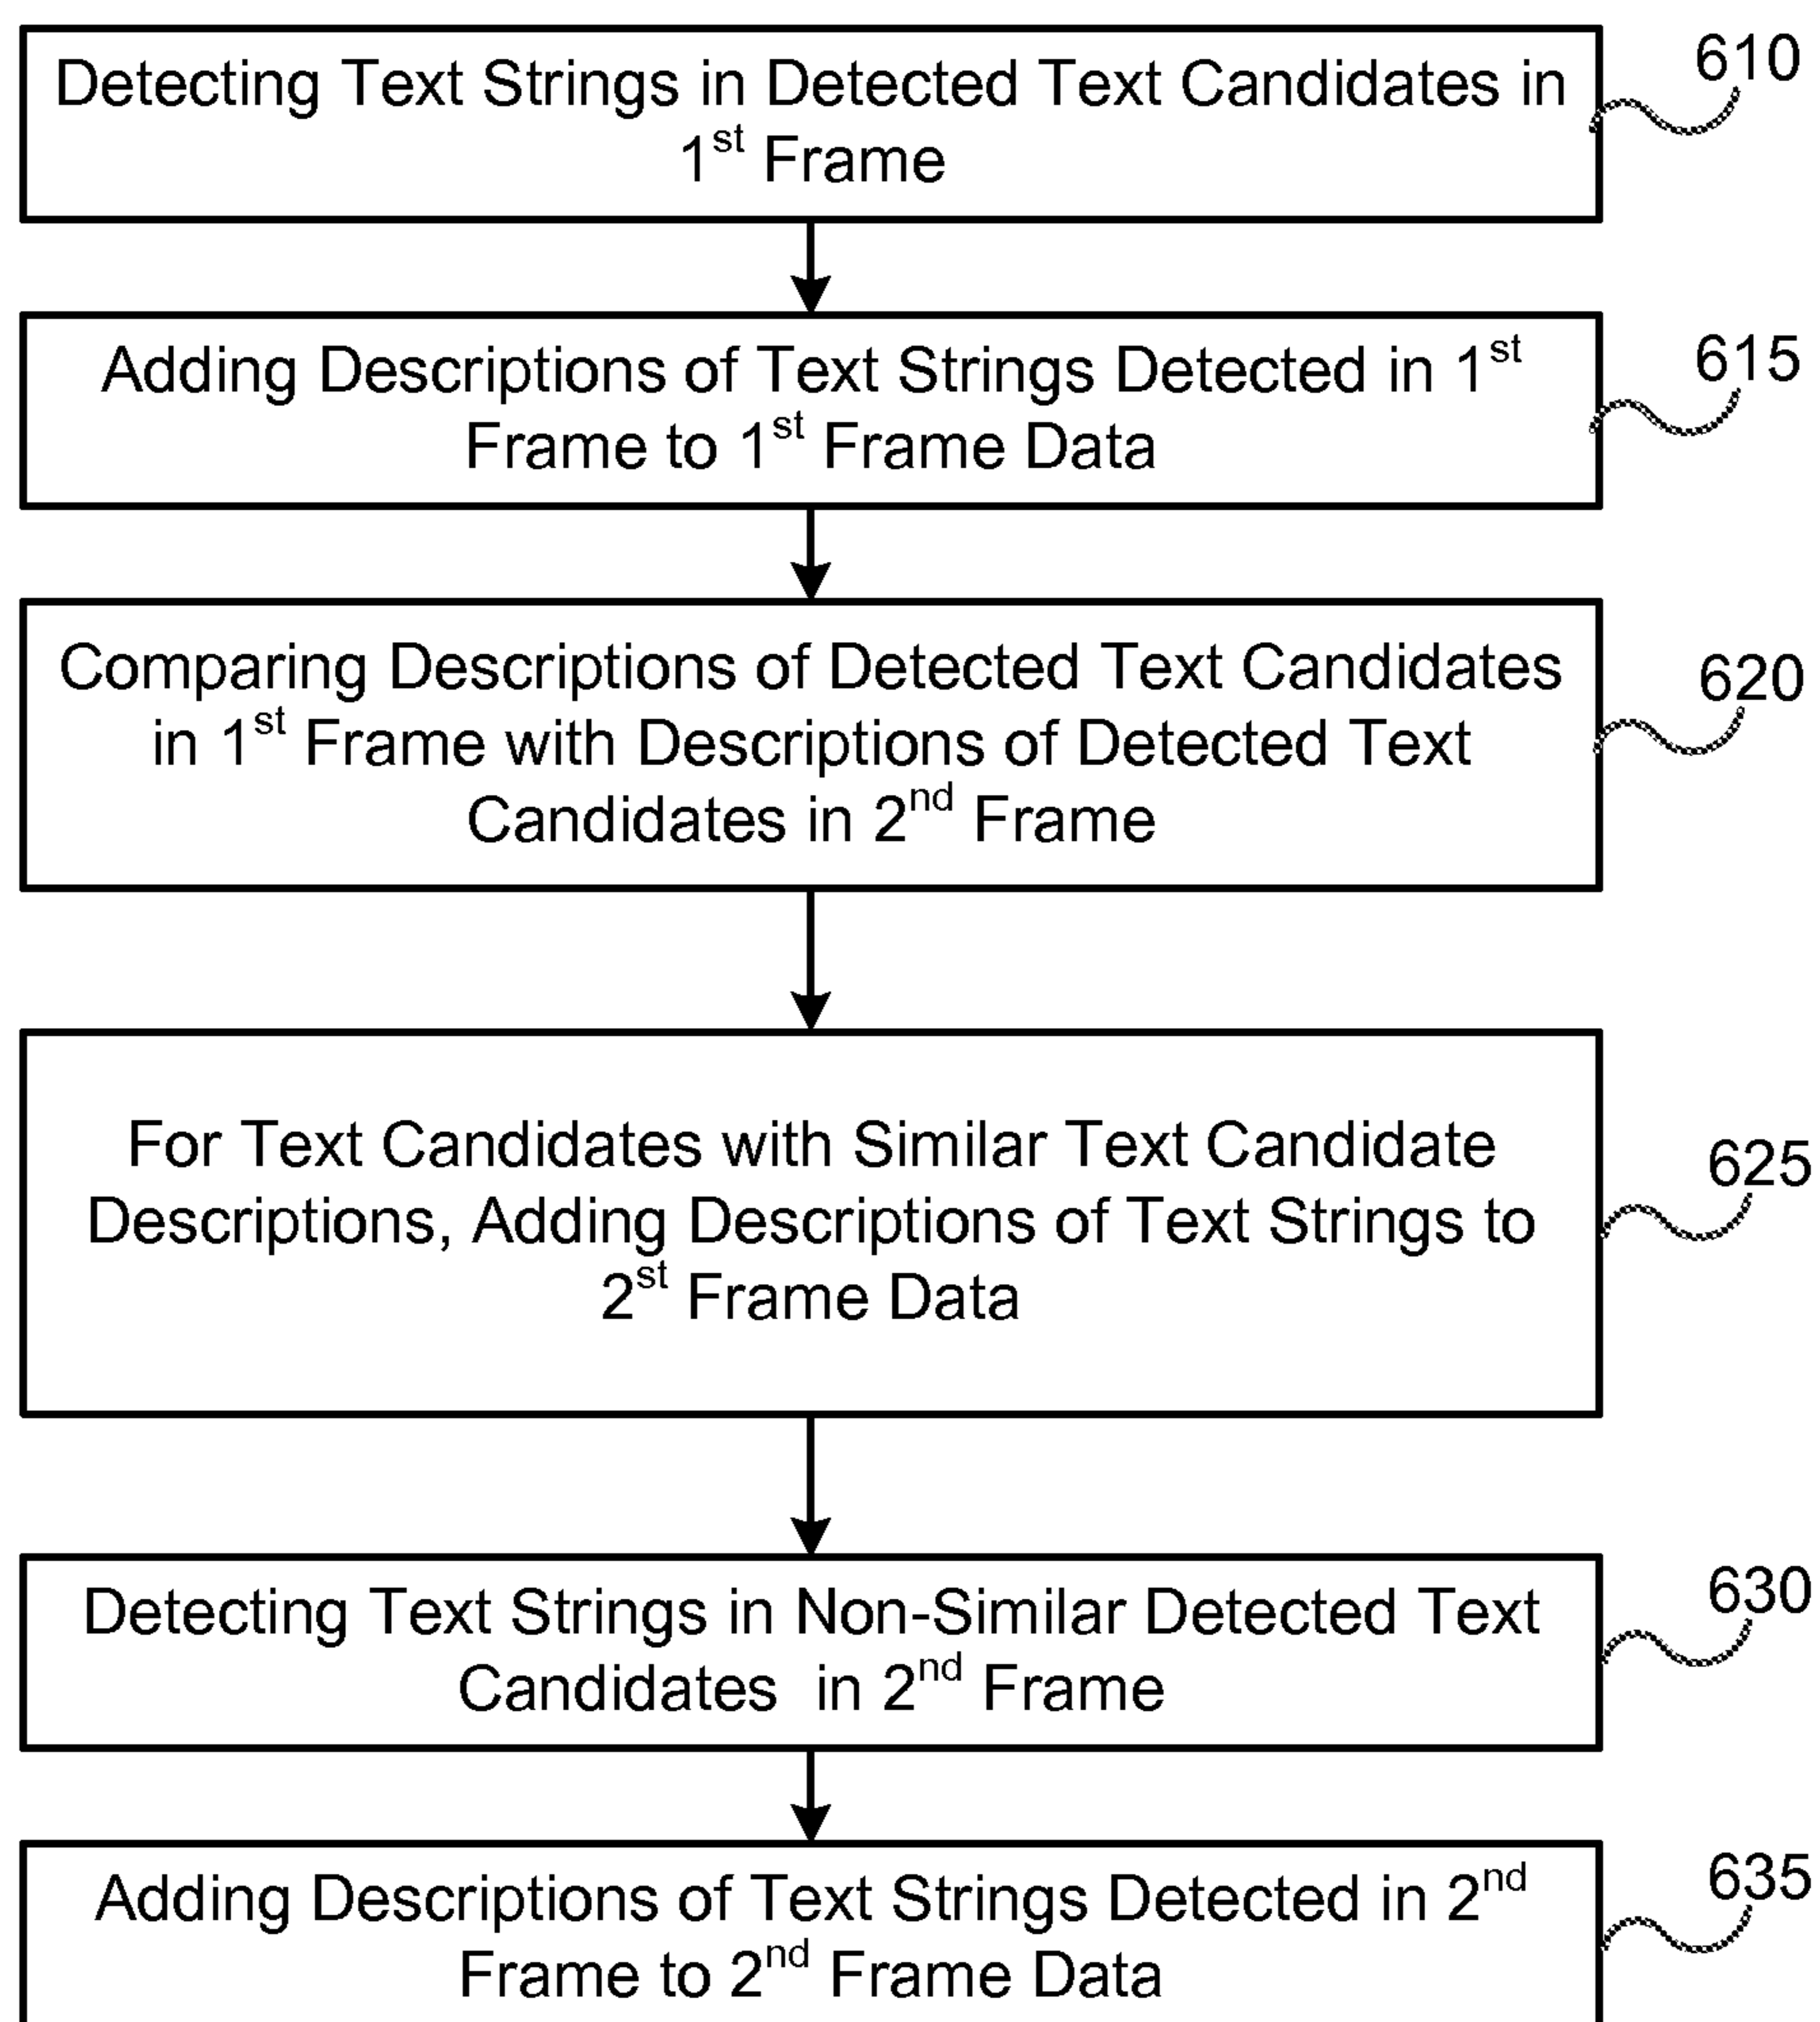 Detecting Text Strings in Detected Text Candidates in
1st Frame
610
Adding Descriptions of Text Strings Detected in 1st
Frame to 1st Frame Data
615
Comparing Descriptions of Detected Text Candidates
in 1st Frame with Descriptions of Detected Text
Candidates in 2nd Frame
620
For Text Candidates with Similar Text Candidate
Descriptions, Adding Descriptions of Text Strings to
2st Frame Data
625
Detecting Text Strings in Non-Similar Detected Text
Candidates in 2nd Frame
630
Adding Descriptions of Text Strings Detected in 2nd
Frame to 2nd Frame Data
635